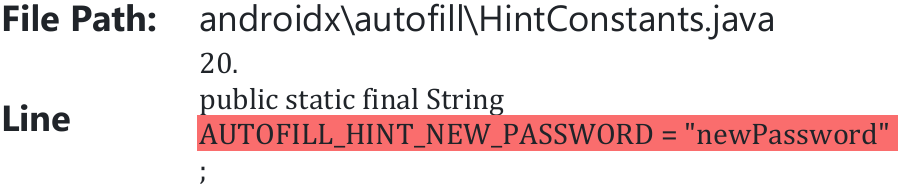 File Path: androidx\autofill\HintConstants.java
20.
public static final String
Line
AUTOFILL_HINT_NEW_PASSWORD = "newPassword"
;